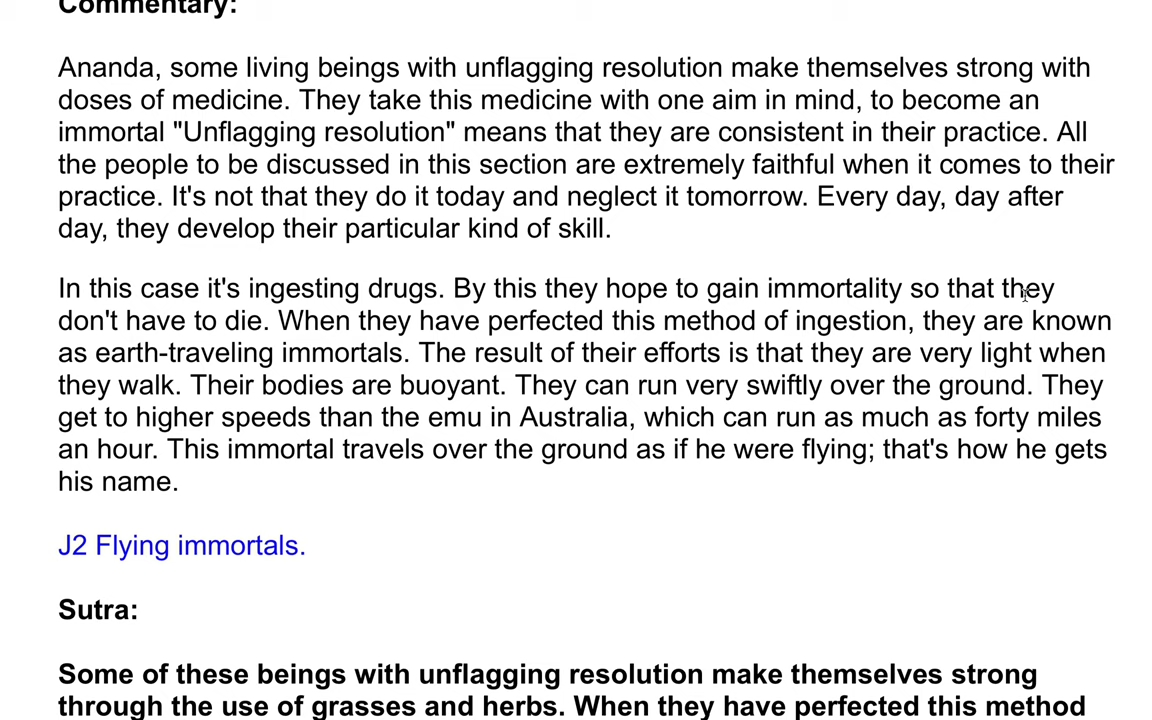 Commentary:
Ananda, some living beings with unflagging resolution make themselves strong with
doses of medicine. They take this medicine with one aim in mind, to become an
immortal "Unflagging resolution" means that they are consistent in their practice. All
the people to be discussed in this section are extremely faithful when it comes to their
practice. It's not that they do it today and neglect it tomorrow. Every day, day after
day, they develop their particular kind of skill.
In this case it's ingesting drugs. By this they hope to gain immortality so that they
don't have to die. When they have perfected this method of ingestion, they are known
as earth-traveling immortals. The result of their efforts is that they are very light when
they walk. Their bodies are buoyant. They can run very swiftly over the ground. They
get to higher speeds than the emu in Australia, which can run as much as forty miles
an hour. This immortal travels over the ground as if he were flying; that's how he gets
his name.
J2 Flying immortals.
Sutra:
Some of these beings with unflagging resolution make themselves strong
through the use of grasses and herbs. When they have perfected this method